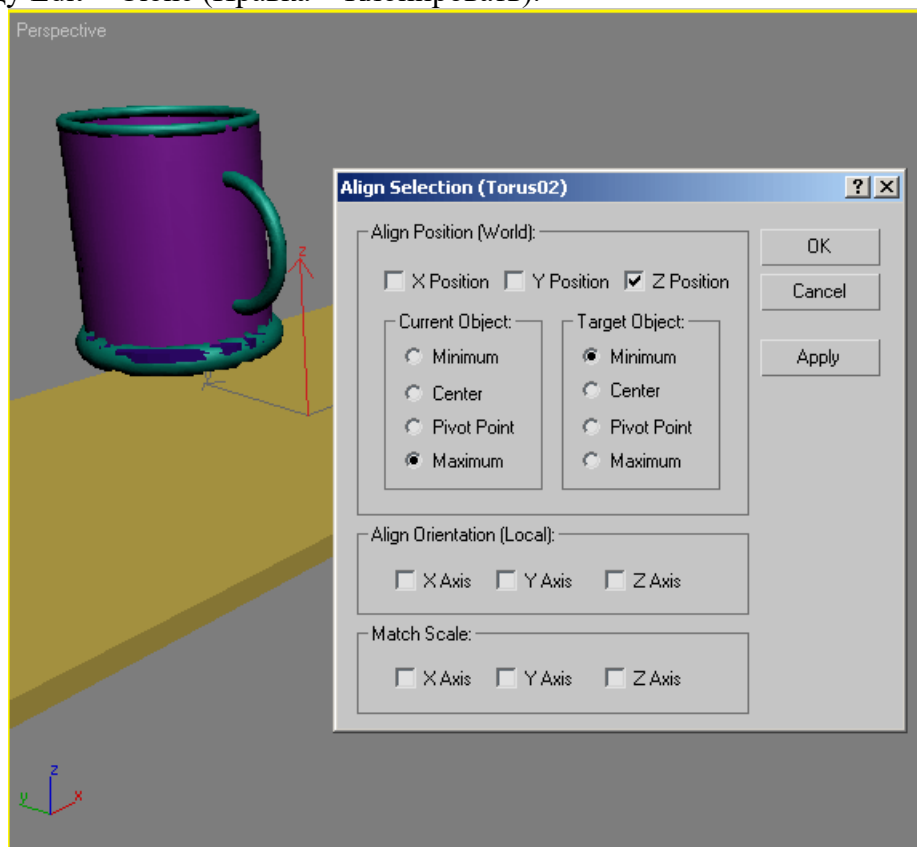 (Правка
Perspective
Align Selection (Torus02)
Align Position (World):
X Position Y Position Z Position
Current Object: Target Object:
Minimum Minimum
Center Center
Pivot Point Pivot Point
Maximum Maximum
OK
Cancel
Apply
Align Orientation (Local):
X Axis Y Axis Z Axis
Match Scale:
X Axis Y Axis Z Axis
z
y
z
y x